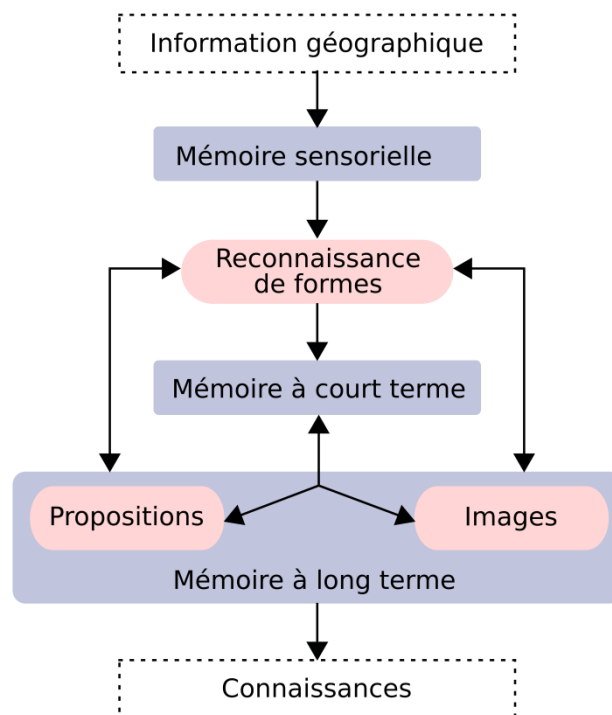 Information géographique
Mémoire sensorielle
Reconnaissance
de formes
Mémoire à court terme
Propositions
Images
Mémoire à long terme
Connaissances